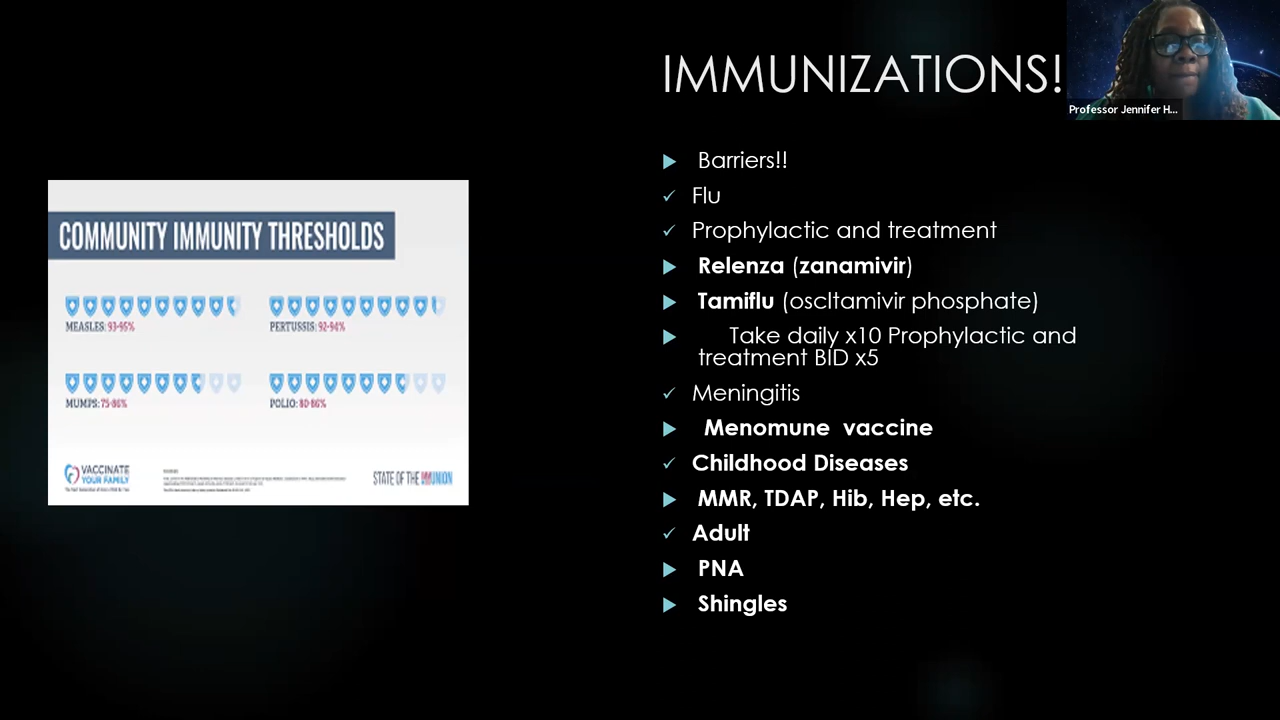 IMMUNIZATIONS!
Professor Jennifer H...
Barriers!!
Flu
Prophylactic and treatment
Relenza (zanamivir)
Tamiflu (oscltamivir phosphate)
Take daily x10 Prophylactic and
treatment BID x5
Meningitis
Menomune vaccine
Childhood Diseases
MMR, TDAP, Hib, Hep, etc.
Adult
PNA
Shingles
COMMUNITY IMMUNITY THRESHOLDS
MEASLES: 93-95%
PERTUSSIS: 92-94%
MUMPS: 75-86%
POLIO: 80-86%
VACCINATE
YOUR FAMILY
STATE OF THE IMMUNION